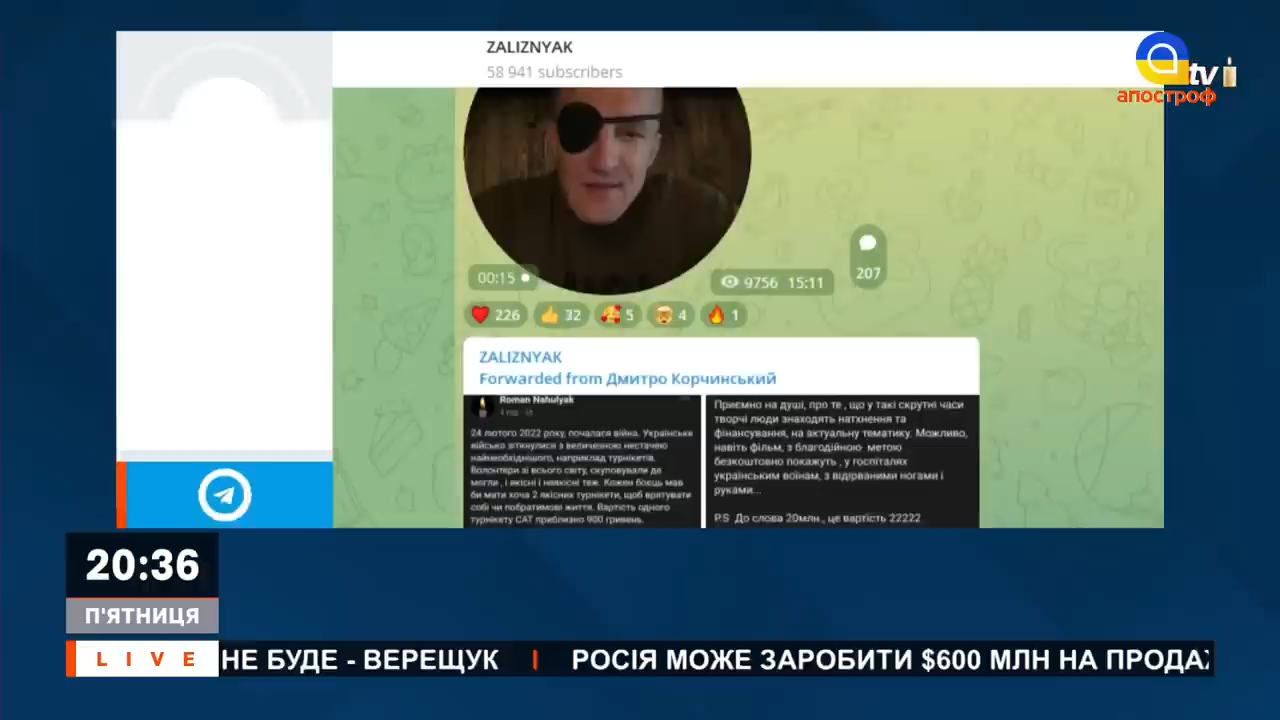 ZALIZNYAK
58 941 subscribers
tv
апостроф
00:15
9756 15:11
207
226
32
5
4
1
ZALIZNYAK
Forwarded from Дмитро Корчинський
Roman Nahulyak
24 лютого 2022 року, почалася війна. Українське
військо зіткнулися з величезною нестачею
найнеобхіднішого, наприклад турнікетів.
Волонтери зі всього світу, скуповували де
могли , і якісні і неякісні теж. Кожен боєць мав
би мати хоча 2 якісних турнікети, щоб врятувати
собі чи побратимові життя. Вартість одного
турнікету CAT приблизно 900 гривень.
Приємно на душі, про те , що у такі скрутні часи
творчі люди знаходять натхнення та
фінансування, на актуальну тематику. Можливо,
навіть фільм, з благодійною метою
безкоштовно покажуть , у госпіталях
українським воїнам, з відірваними ногами і
руками...
P.S До слова 20млн , це вартість 22222
20:36
П'ЯТНИЦЯ
LIVE
НЕ БУДЕ - ВЕРЕЩУК | РОСІЯ МОЖЕ ЗАРОБИТИ $600 МЛН НА ПРОДАЖ